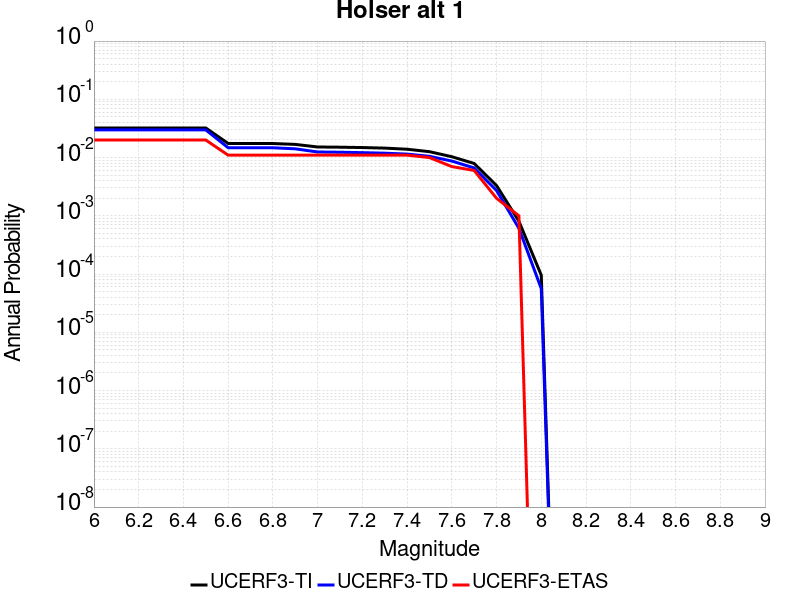 Holser alt 1
10^0
10^-1
10^-2
10^-3
10^-4
10^-5
10^-6
10^-7
10^-8
Annual Probability
6 6.2 6.4 6.6 6.8 7 7.2 7.4 7.6 7.8 8 8.2 8.4 8.6 8.8 9
Magnitude
UCERF3-TI UCERF3-TD UCERF3-ETAS